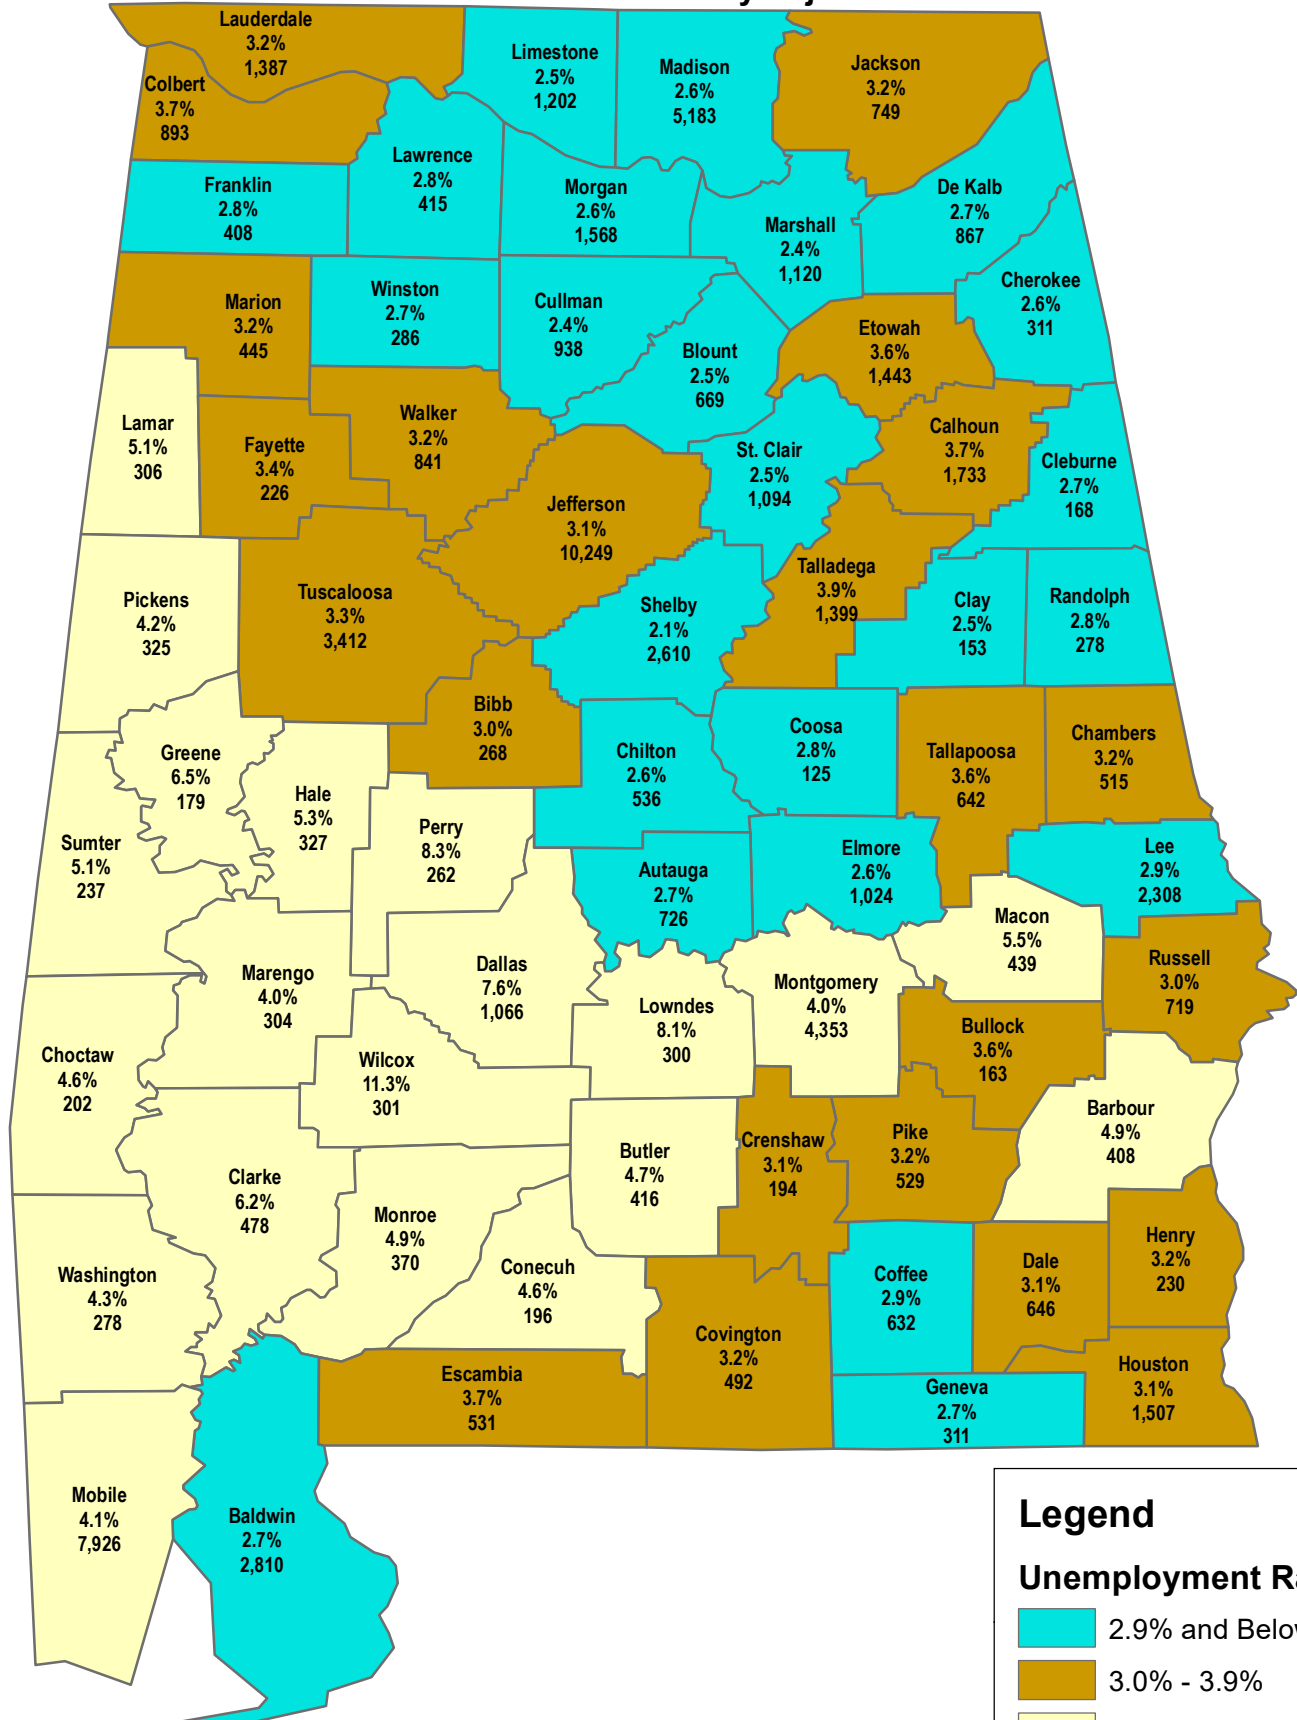 Lauderdale
3.2%
1,387
Colbert
3.7%
893
Limestone
2.5%
1,202
Madison
2.6%
5,183
Jackson
3.2%
749
Franklin
2.8%
408
Lawrence
2.8%
415
Morgan
2.6%
1,568
Marshall
2.4%
1,120
De Kalb
2.7%
867
Cherokee
2.6%
311
Marion
3.2%
445
Winston
2.7%
286
Cullman
2.4%
938
Blount
2.5%
669
Etowah
3.6%
1,443
Lamar
5.1%
306
Fayette
3.4%
226
Walker
3.2%
841
Jefferson
3.1%
10,249
St. Clair
2.5%
1,094
Calhoun
3.7%
1,733
Cleburne
2.7%
168
Pickens
4.2%
325
Tuscaloosa
3.3%
3,412
Shelby
2.1%
2,610
Talladega
3.9%
1,399
Clay
2.5%
153
Randolph
2.8%
278
Greene
6.5%
179
Bibb
3.0%
268
Chilton
2.6%
536
Coosa
2.8%
125
Tallapoosa
3.6%
642
Chambers
3.2%
515
Sumter
5.1%
237
Hale
5.3%
327
Perry
8.3%
262
Autauga
2.7%
726
Elmore
2.6%
1,024
Lee
2.9%
2,308
Macon
5.5%
439
Russell
3.0%
719
Marengo
4.0%
304
Dallas
7.6%
1,066
Lowndes
8.1%
300
Montgomery
4.0%
4,353
Bullock
3.6%
163
Choctaw
4.6%
202
Wilcox
11.3%
301
Barbour
4.9%
408
Clarke
6.2%
478
Monroe
4.9%
370
Butler
4.7%
416
Crenshaw
3.1%
194
Pike
3.2%
529
Washington
4.3%
278
Conecuh
4.6%
196
Coffee
2.9%
632
Dale
3.1%
646
Henry
3.2%
230
Covington
3.2%
492
Escambia
3.7%
531
Geneva
2.7%
311
Houston
3.1%
1,507
Mobile
4.1%
7,926
Baldwin
2.7%
2,810
Legend
Unemployment
2.9% and
3.0% - 3.9%